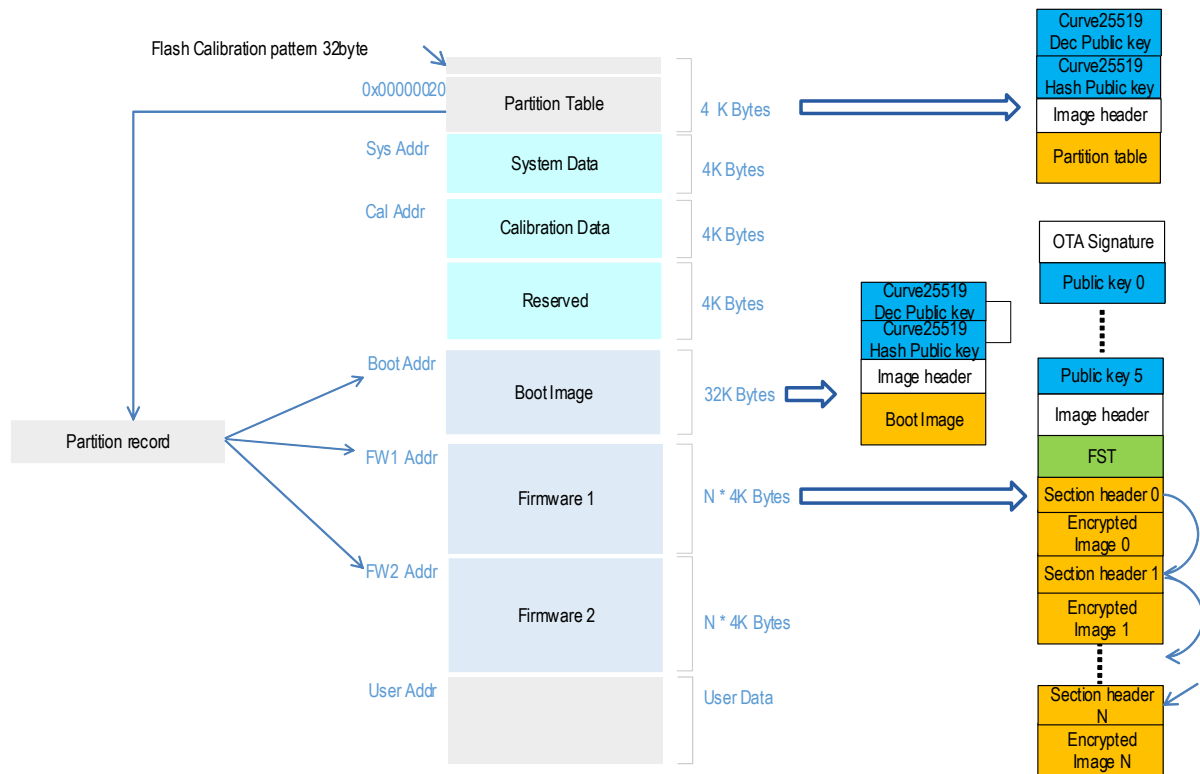 Flash Calibration pattern 32byte
0x00000020
Partition Table
4 K Bytes
Sys Addr
System Data
4K Bytes
Cal Addr
Calibration Data
4K Bytes
Reserved
4K Bytes
Boot Addr
Boot Image
32K Bytes
Partition record
FW1 Addr
Firmware 1
N * 4K Bytes
FW2 Addr
Firmware 2
N * 4K Bytes
User Addr
User Data
Curve25519
Dec Public key
Curve25519
Hash Public key
Image header
Boot Image
Curve25519
Dec Public key
Curve25519
Hash Public key
Image header
Partition table
OTA Signature
Public key 0
Public key 5
Image header
FST
Section header 0
Encrypted
Image 0
Section header 1
Encrypted
Image 1
Section header
N
Encrypted
Image N